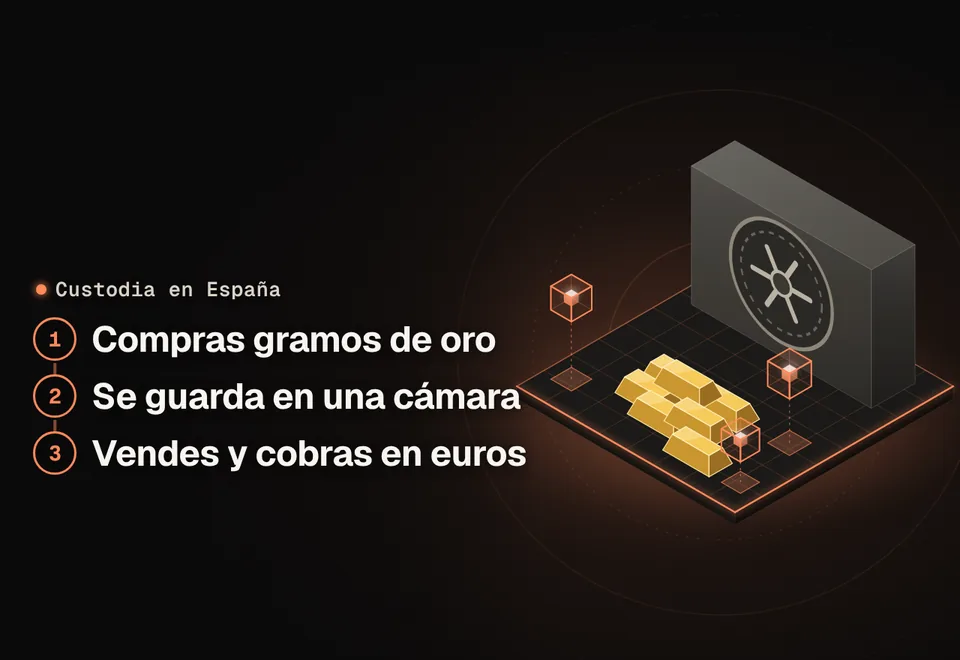 Custodia en España
1 Compras gramos de oro
2 Se guarda en una cámara
3 Vendes y cobras en euros